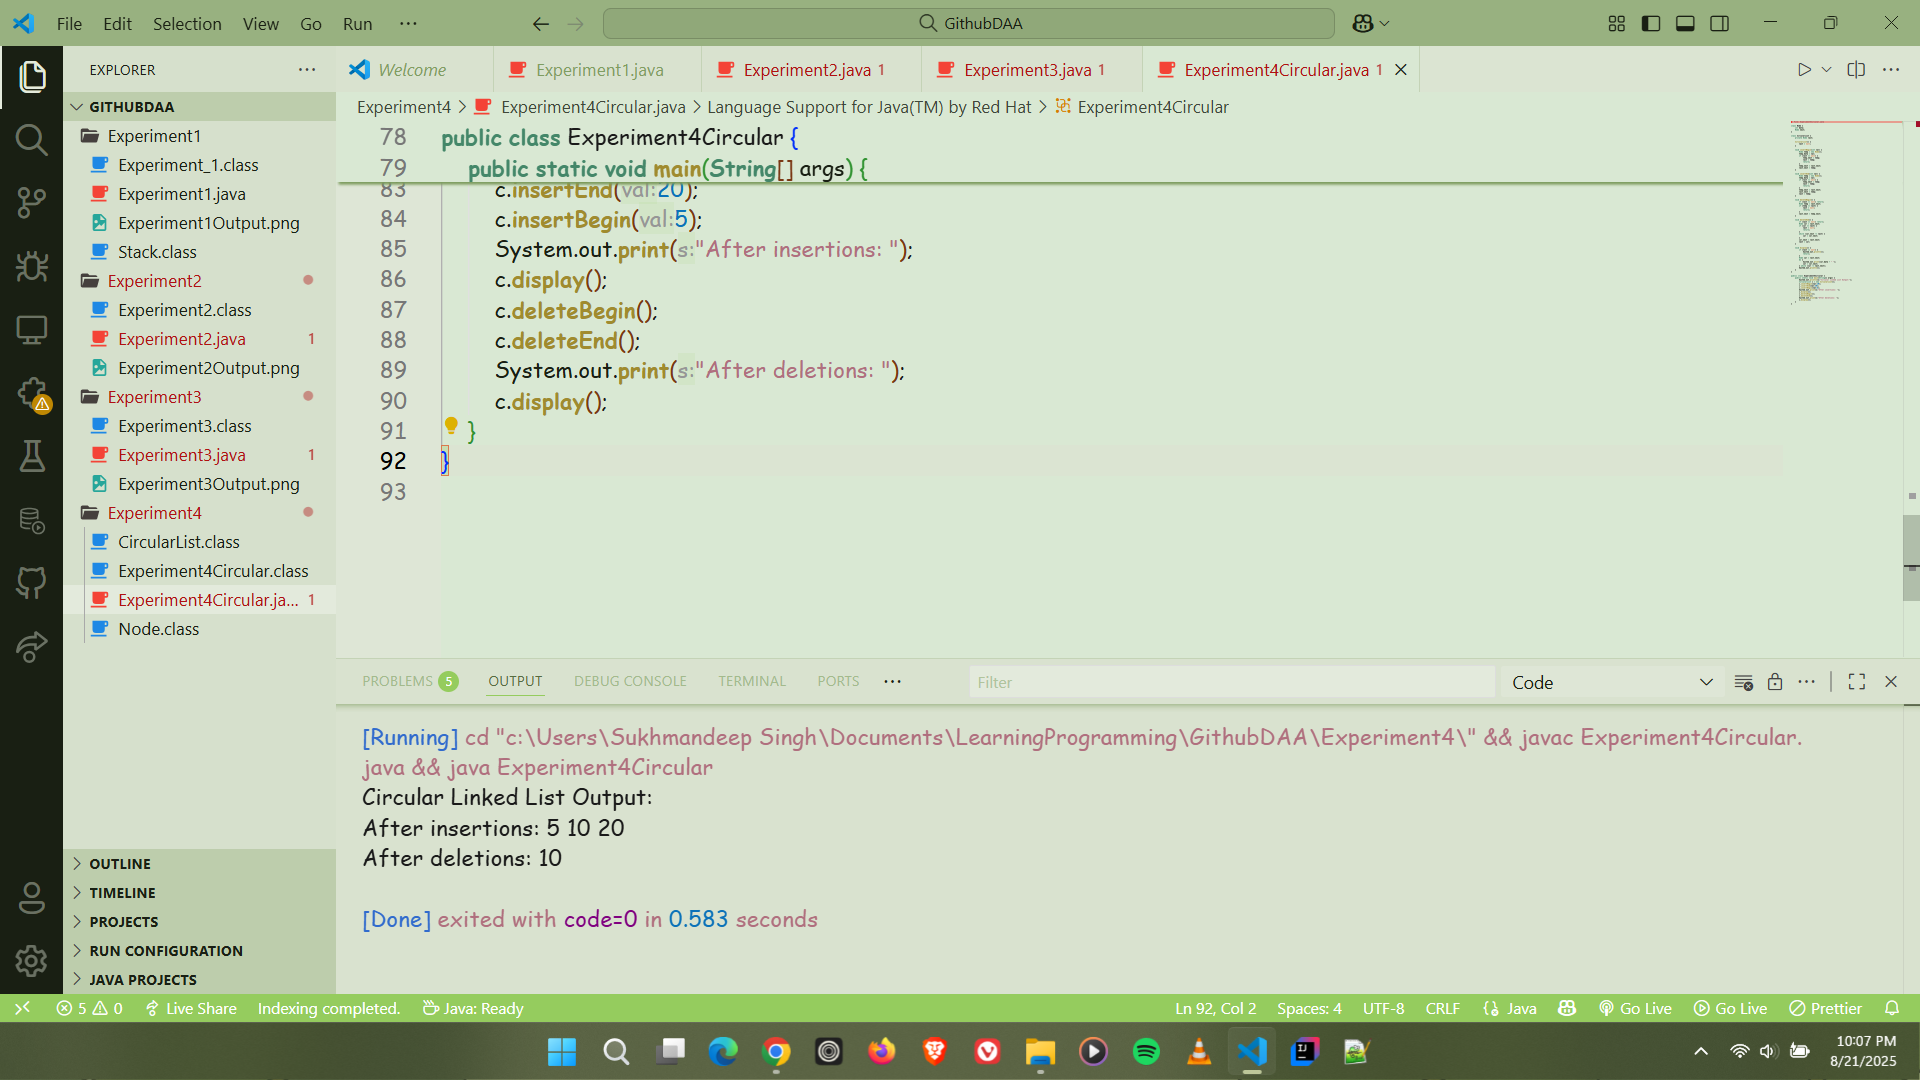 File Edit Selection View Go Run ···
GithubDAA
EXPLORER ···
GITHUBDAA
Experiment1
Experiment_1.class
Experiment1.java
Experiment1Output.png
Stack.class
Experiment2
Experiment2.class
Experiment2.java 1
Experiment2Output.png
Experiment3
Experiment3.class
Experiment3.java 1
Experiment3Output.png
Experiment4
CircularList.class
Experiment4Circular.class
Experiment4Circular.ja... 1
Node.class
OUTLINE
TIMELINE
PROJECTS
RUN CONFIGURATION
JAVA PROJECTS
Welcome Experiment1.java Experiment2.java 1 Experiment3.java 1 Experiment4Circular.java 1
Experiment4 > Experiment4Circular.java > Language Support for Java(TM) by Red Hat > Experiment4Circular
78 public class Experiment4Circular {
79 public static void main(String[] args) {
83 c.insertEnd(val:20);
84 c.insertBegin(val:5);
85 System.out.print(s:"After insertions: ");
86 c.display();
87 c.deleteBegin();
88 c.deleteEnd();
89 System.out.print(s:"After deletions: ");
90 c.display();
91 }
92 }
93
PROBLEMS 5 OUTPUT DEBUG CONSOLE TERMINAL PORTS ··· Filter Code
[Running] cd "c:\Users\Sukhmandeep Singh\Documents\LearningProgramming\GithubDAA\Experiment4\" && javac Experiment4Circular.
java && java Experiment4Circular
Circular Linked List Output:
After insertions: 5 10 20
After deletions: 10
[Done] exited with code=0 in 0.583 seconds
5 0 Live Share Indexing completed. Java: Ready Ln 92, Col 2 Spaces: 4 UTF-8 CRLF {} Java Go Live Go Live Prettier
10:07 PM
8/21/2025